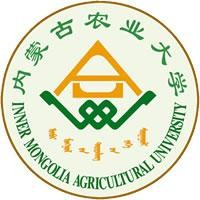 内蒙古农业大学
INNER MONGOLIA AGRICULTURAL UNIVERSITY